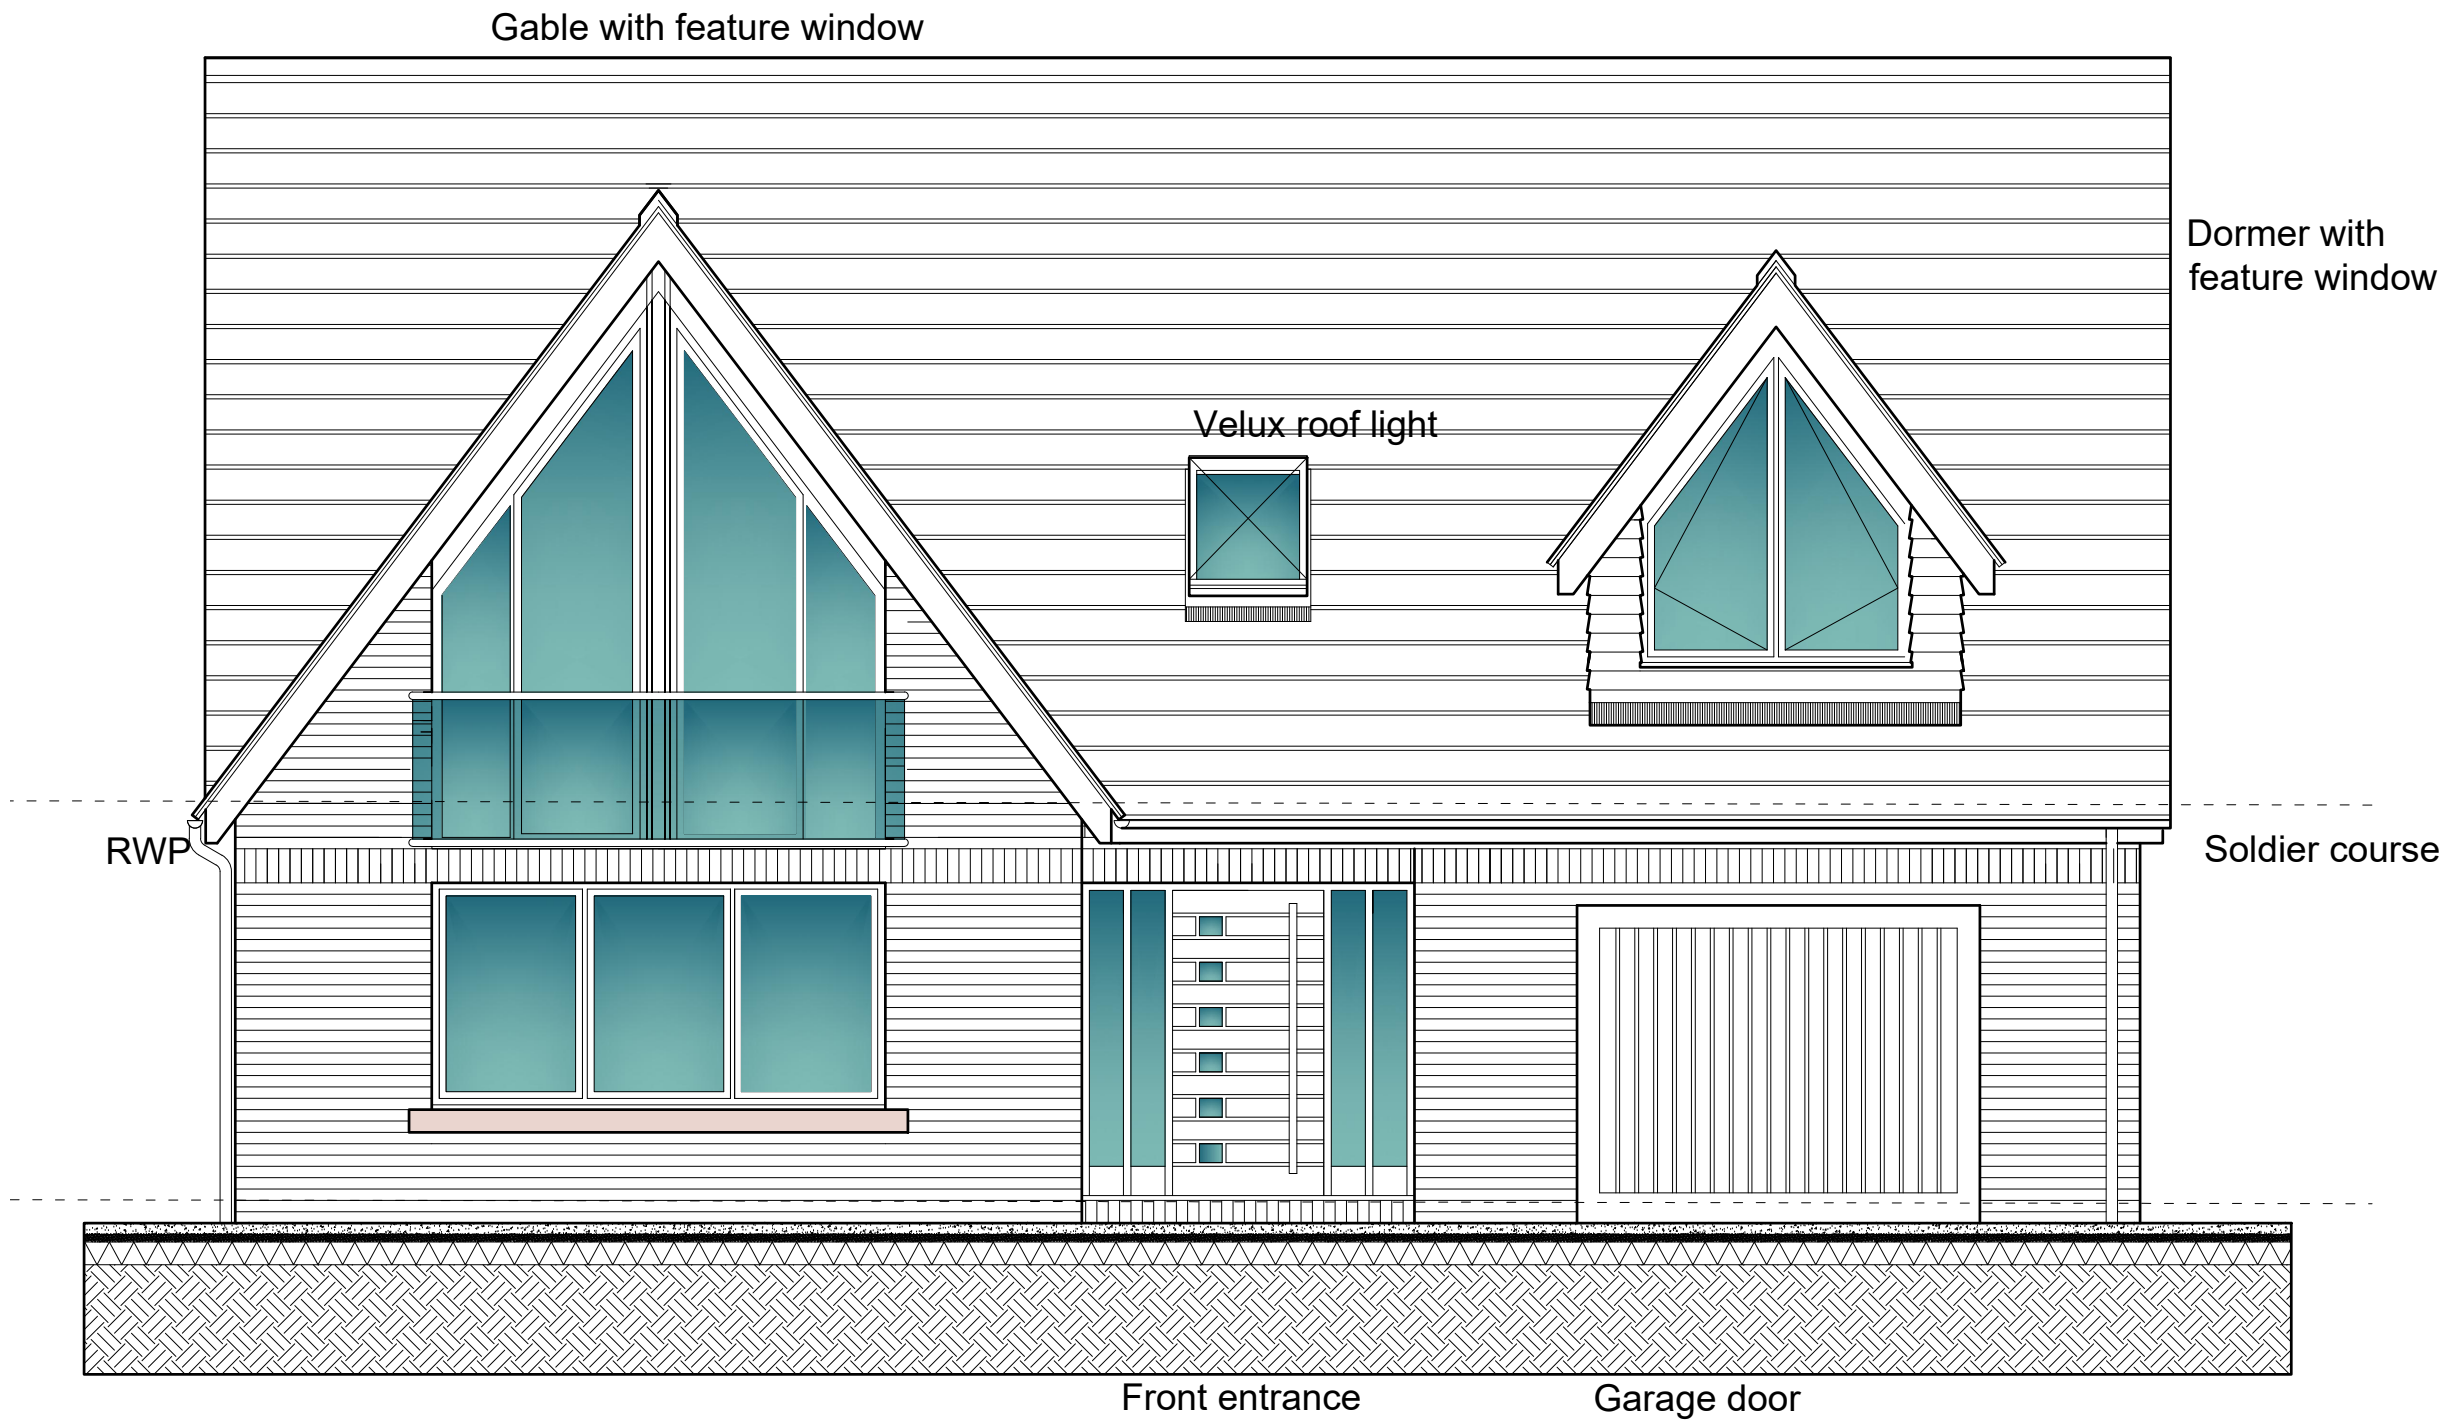 Gable with feature window
Dormer with
feature window
Velux roof light
RWP
Soldier course
Front entrance
Garage door